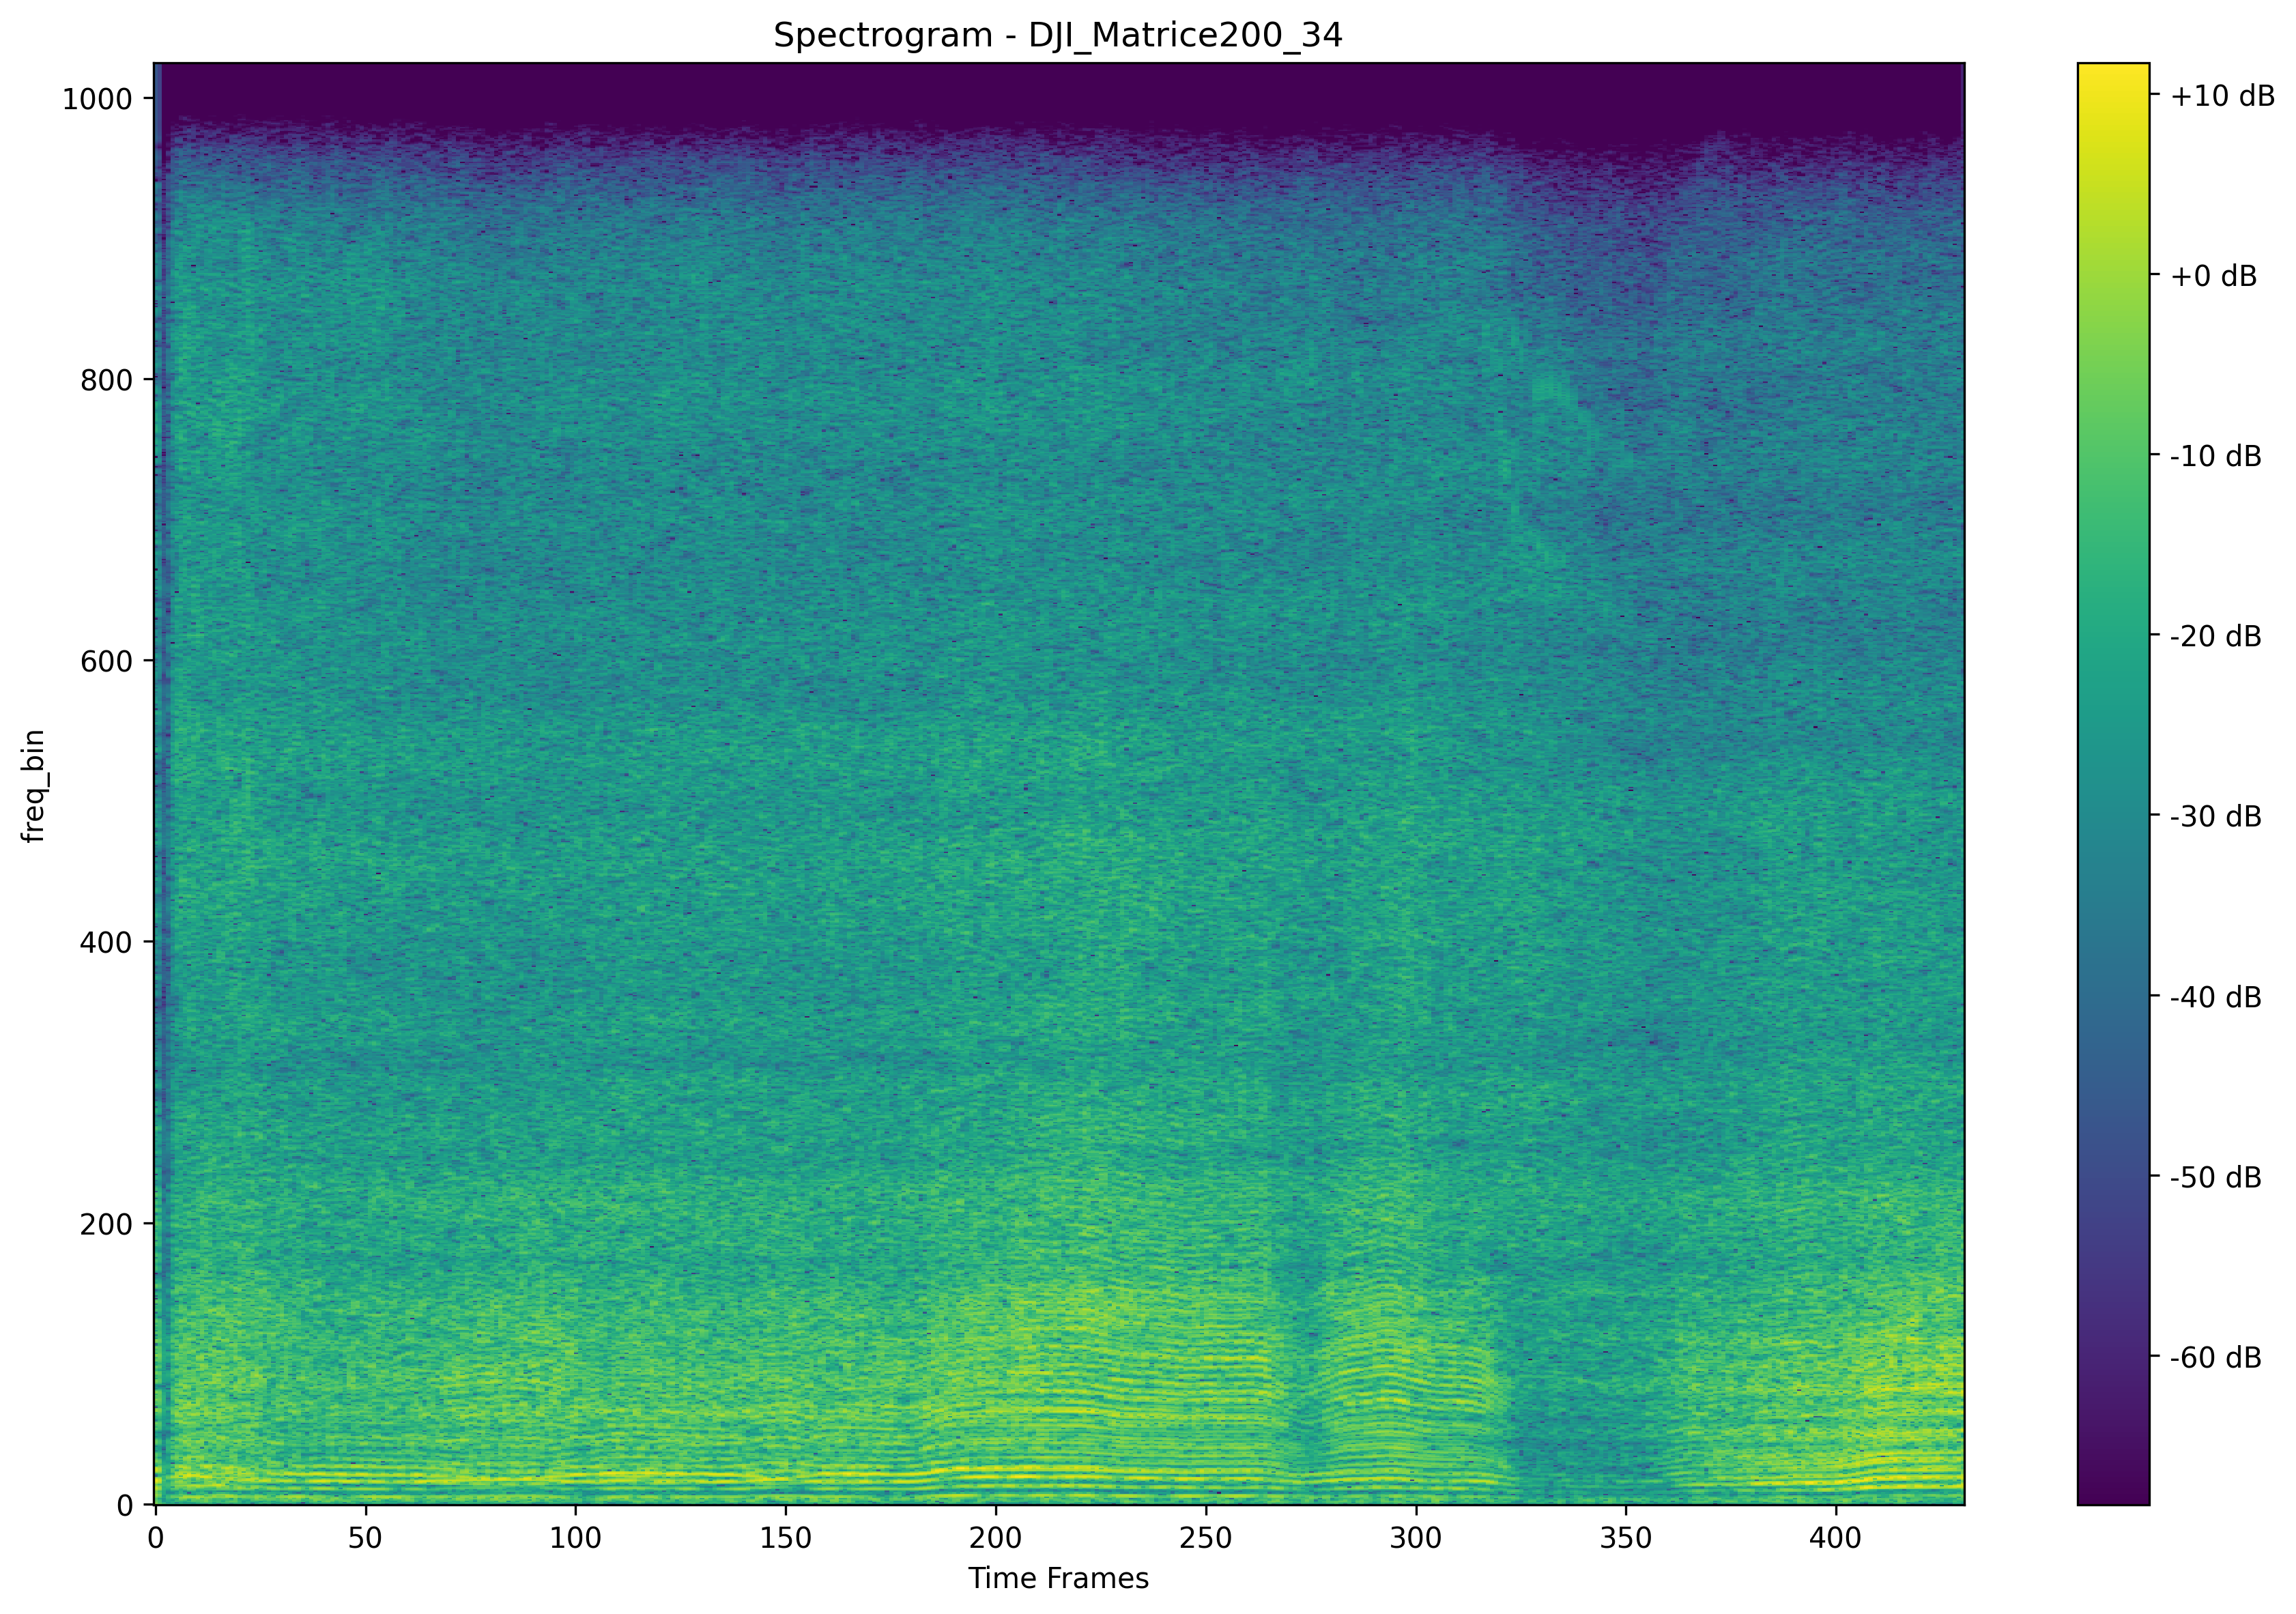 Spectrogram - DJI_Matrice200_34
1000
800
600
400
200
0
freq_bin
0 50 100 150 200 250 300 350 400
Time Frames
+10 dB
+0 dB
-10 dB
-20 dB
-30 dB
-40 dB
-50 dB
-60 dB